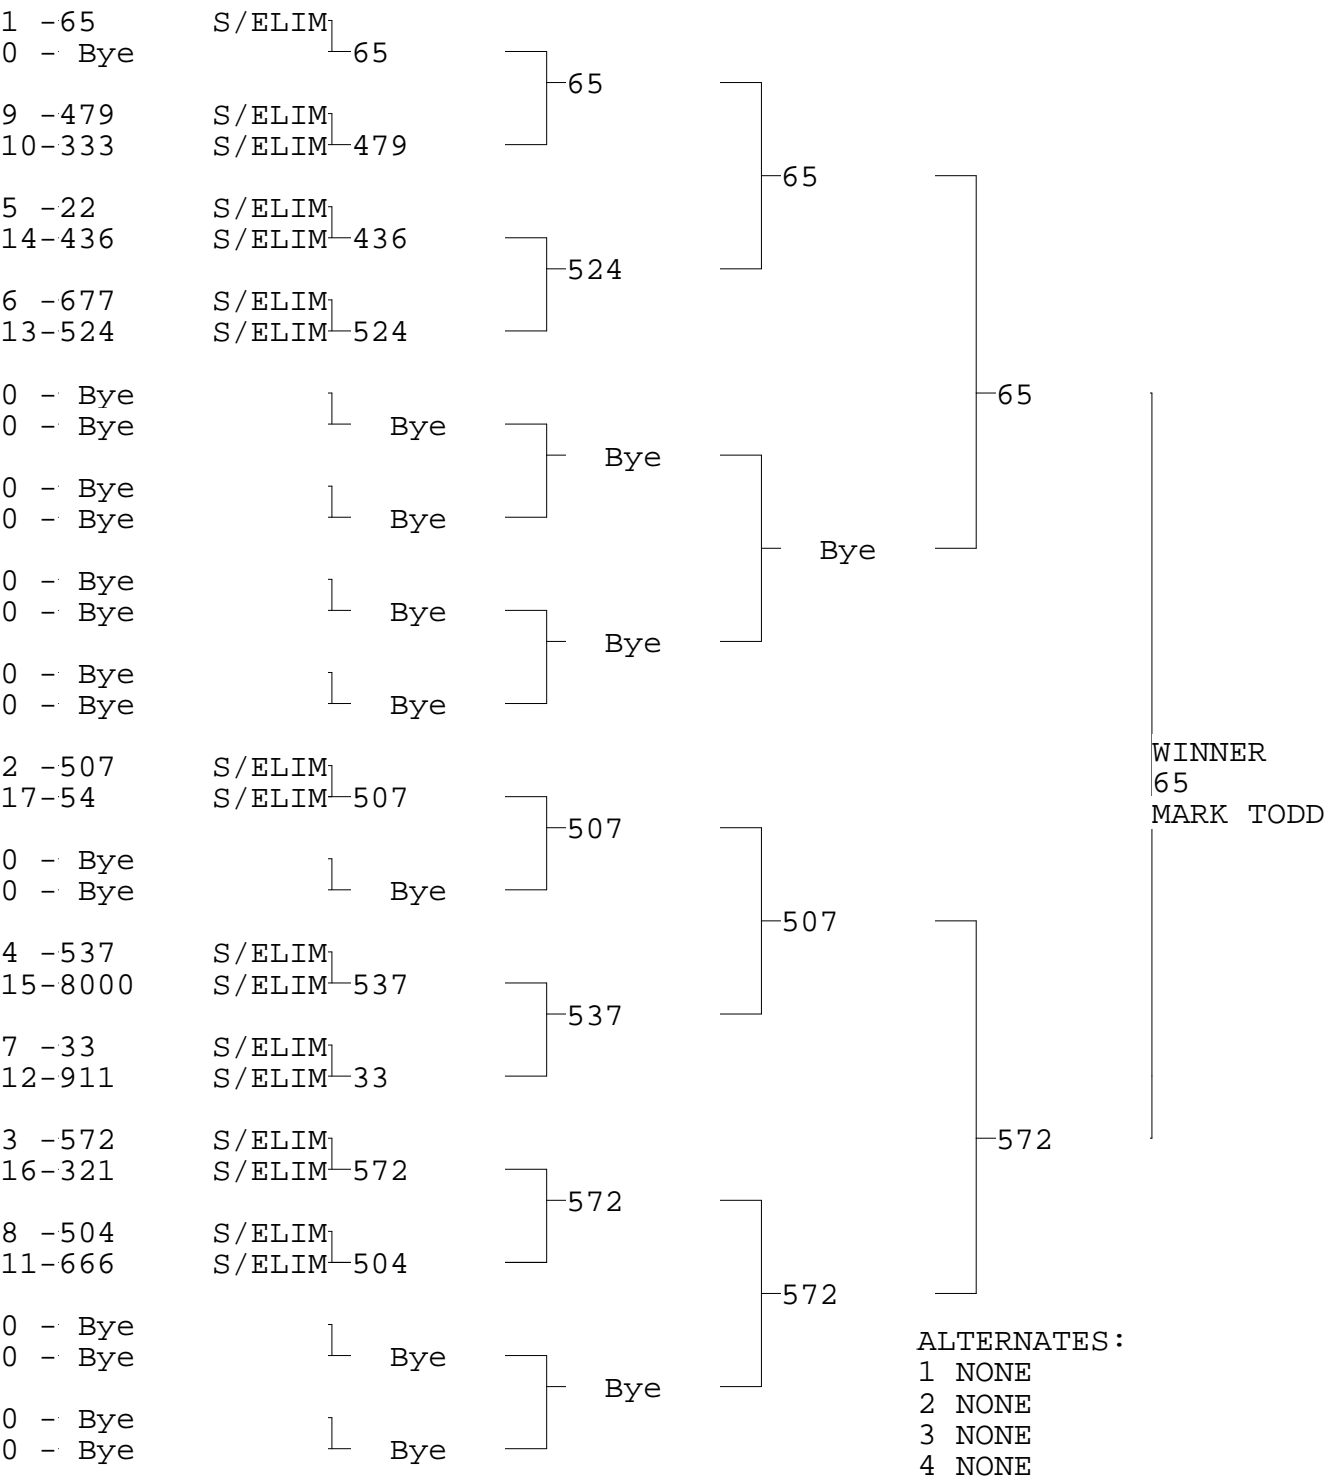 1 -65 S/ELIM
0 - Bye 65
65
9 -479 S/ELIM
10-333 S/ELIM 479
65
5 -22 S/ELIM
14-436 S/ELIM 436
524
6 -677 S/ELIM
13-524 S/ELIM 524
0 - Bye 65
0 - Bye Bye
Bye
0 - Bye
0 - Bye Bye
Bye
0 - Bye
0 - Bye Bye
Bye
0 - Bye
0 - Bye Bye
WINNER
2 -507 S/ELIM
65
17-54 S/ELIM 507
MARK TODD
507
0 - Bye
0 - Bye Bye
507
4 -537 S/ELIM
15-8000 S/ELIM 537
537
7 -33 S/ELIM
12-911 S/ELIM 33
3 -572 S/ELIM 572
16-321 S/ELIM 572
572
8 -504 S/ELIM
11-666 S/ELIM 504
572
0 - Bye
ALTERNATES:
0 - Bye Bye
1 NONE
Bye
2 NONE
0 - Bye
3 NONE
0 - Bye Bye
4 NONE